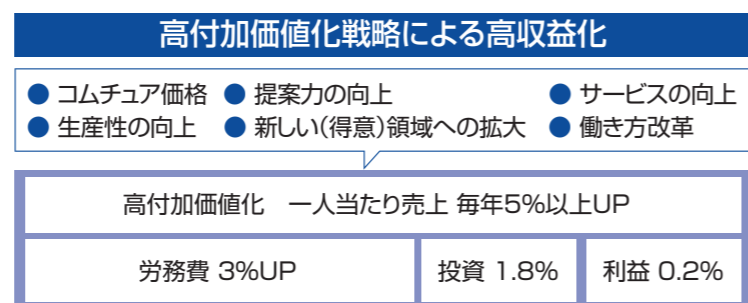 高付加価値化戦略による高収益化
● コムチュア価格 ● 提案力の向上 ● サービスの向上
● 生産性の向上 ● 新しい(得意)領域への拡大 ● 働き方改革
高付加価値化 一人当たり売上 毎年5%以上UP
労務費 3%UP 投資 1.8% 利益 0.2%